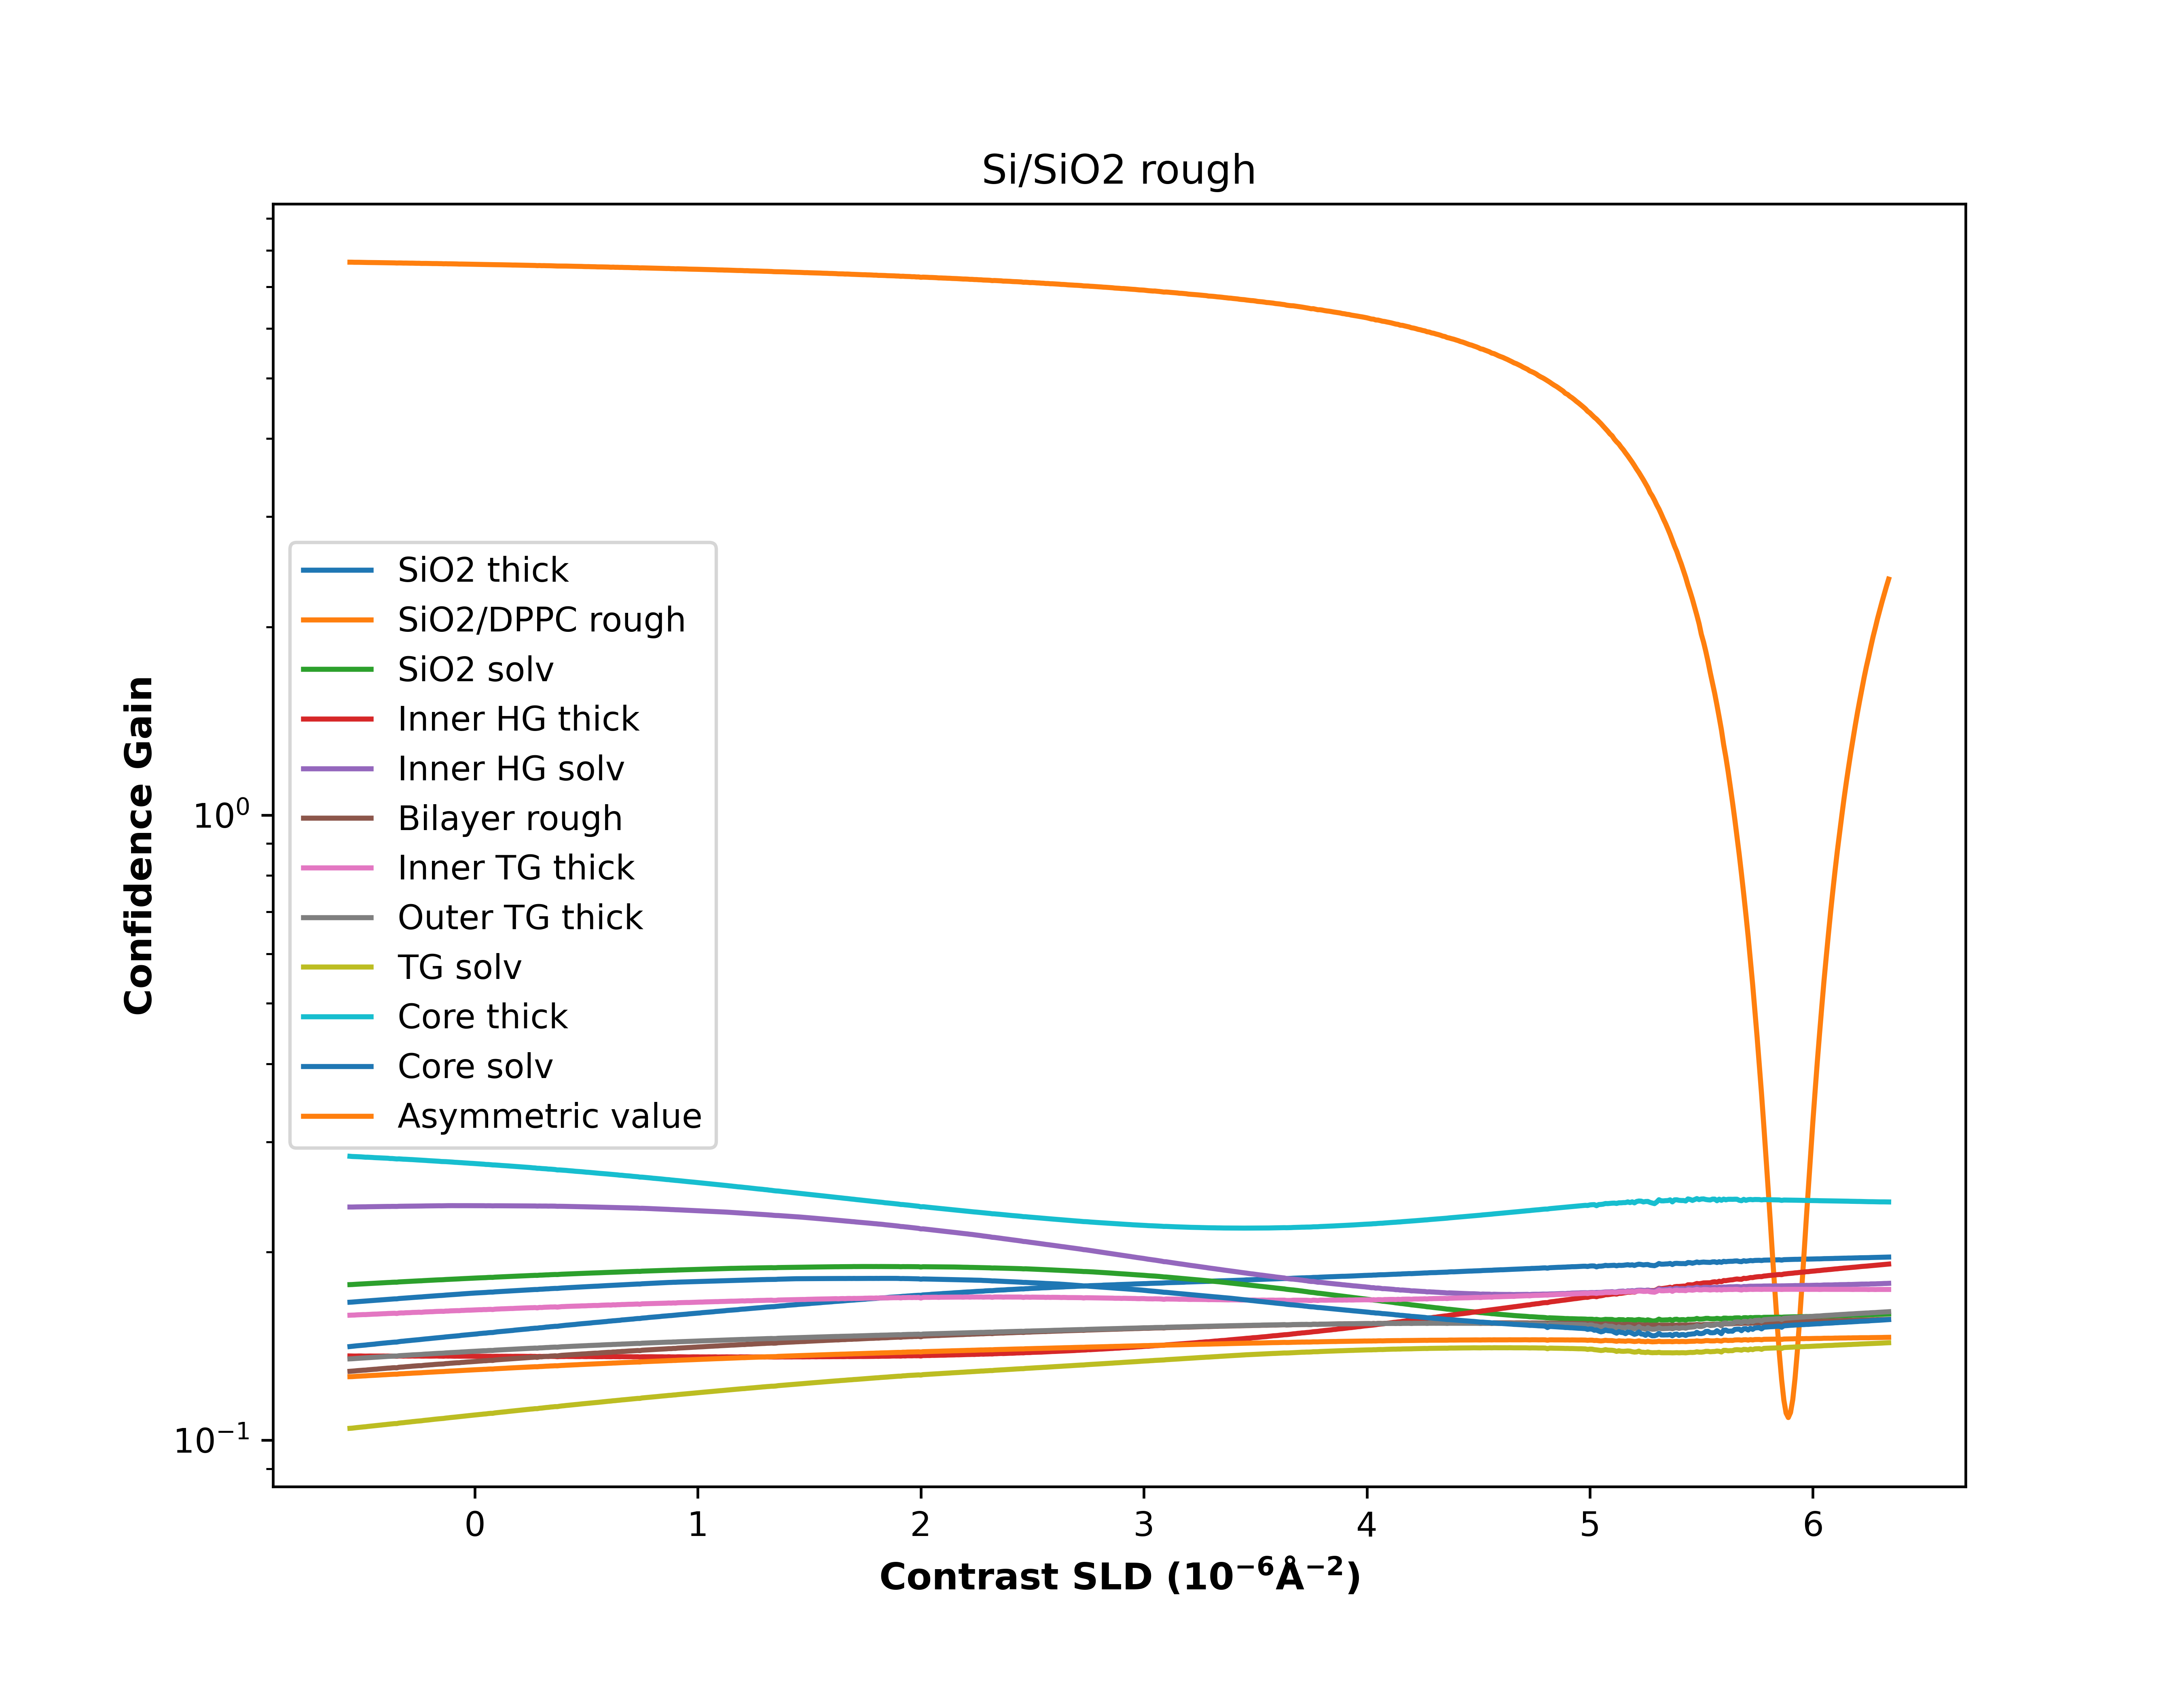 Si/SiO2 rough
Confidence Gain
10⁰
10⁻¹
SiO2 thick
SiO2/DPPC rough
SiO2 solv
Inner HG thick
Inner HG solv
Bilayer rough
Inner TG thick
Outer TG thick
TG solv
Core thick
Core solv
Asymmetric value
0 1 2 3 4 5 6
Contrast SLD (10⁻⁶Å⁻²)